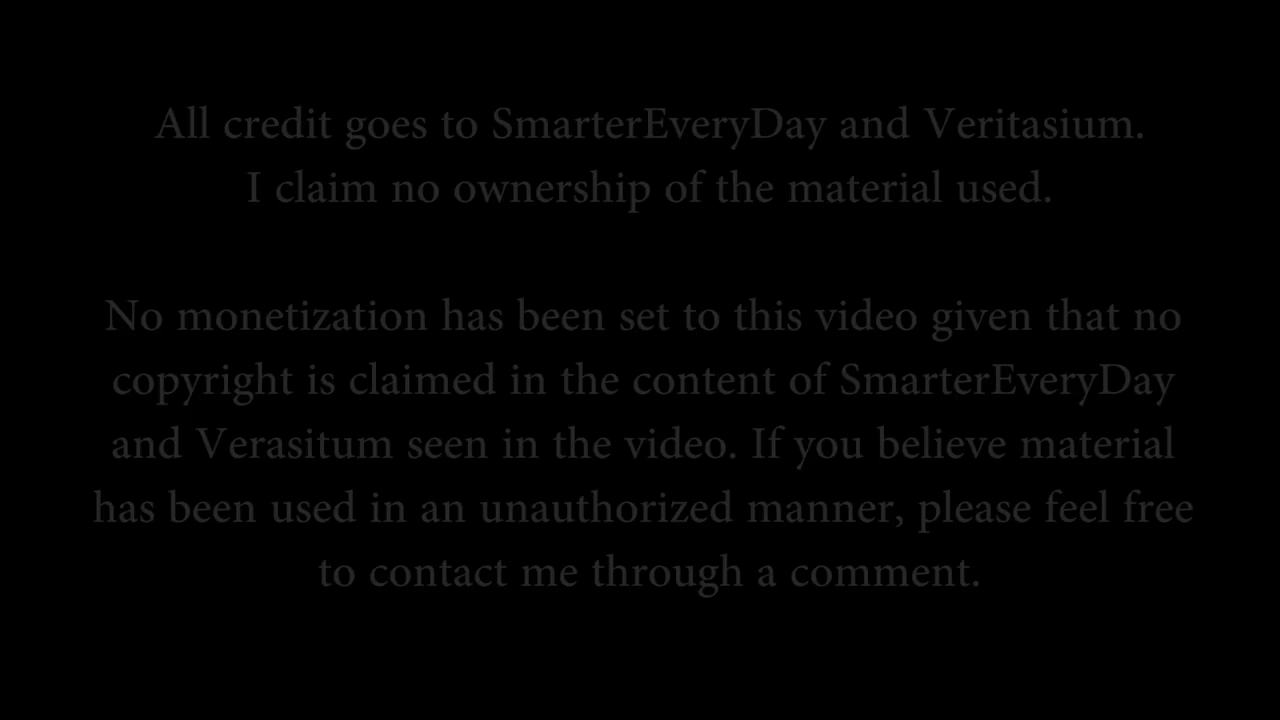 All credit goes to SmarterEveryDay and Veritasium.
I claim no ownership of the material used.
No monetization has been set to this video given that no
copyright is claimed in the content of SmarterEveryDay
and Verasitum seen in the video. If you believe material
has been used in an unauthorized manner, please feel free
to contact me through a comment.